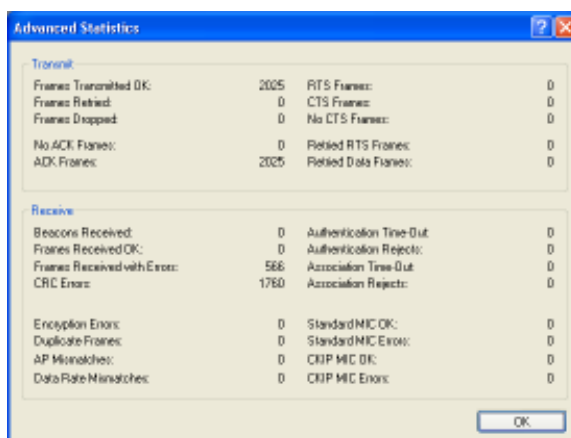 Advanced Statistics
Transmit
Frames Transmitted OK: 2025 RTS Frames: 0
Frames Retried: 0 CTS Frames: 0
Frames Dropped: 0 No CTS Frames: 0
No ACK Frames: 0 Retried RTS Frames: 0
ACK Frames: 2025 Retried Data Frames: 0
Receive
Beacons Received: 0 Authentication Time-Out 0
Frames Received OK: 0 Authentication Rejects: 0
Frames Received with Errors: 566 Association Time-Out 0
CRC Errors: 1760 Association Rejects: 0
Encryption Errors: 0 Standard MIC OK: 0
Duplicate Frames: 0 Standard MIC Errors: 0
AP Mismatches: 0 CKIP MIC OK: 0
Data Rate Mismatches: 0 CKIP MIC Errors: 0
OK